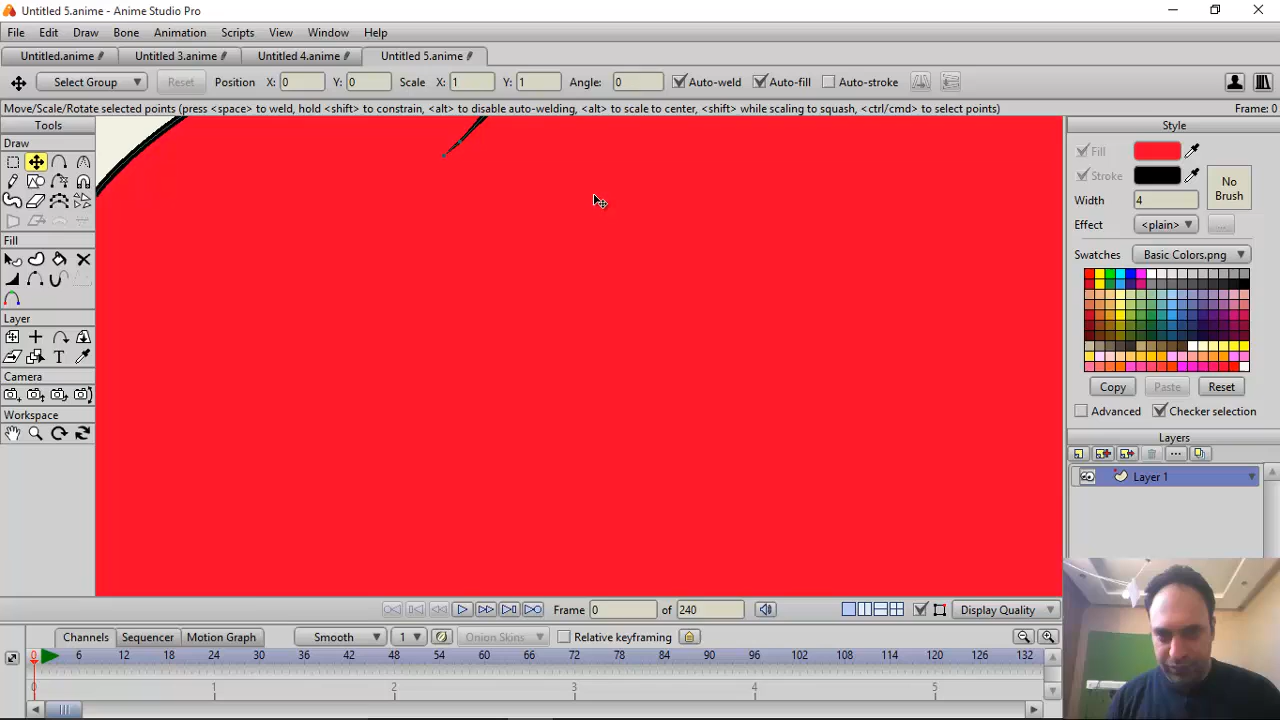 Untitled 5.anime - Anime Studio Pro
File Edit Draw Bone Animation Scripts View Window Help
Untitled.anime Untitled 3.anime Untitled 4.anime Untitled 5.anime
Select Group Reset Position X: 0 Y: 0 Scale X: 1 Y: 1 Angle: 0 Auto-weld Auto-fill Auto-stroke
Move/Scale/Rotate selected points (press <space> to weld, hold <shift> to constrain, <alt> to disable auto-welding, <alt> to scale to center, <shift> while scaling to squash, <ctrl/cmd> to select points) Frame: 0
Tools
Draw
Fill
Layer
T
Camera
Workspace
Style
Fill
Stroke
No Brush
Width 4
Effect <plain> ...
Swatches Basic Colors.png
Copy Paste Reset
Advanced Checker selection
Layers
Layer 1
Frame 0 of 240 Display Quality
Channels Sequencer Motion Graph Smooth 1 Onion Skins Relative keyframing
0 6 12 18 24 30 36 42 48 54 60 66 72 78 84 90 96 102 108 114 120 126 132
0 1 2 3 4 5